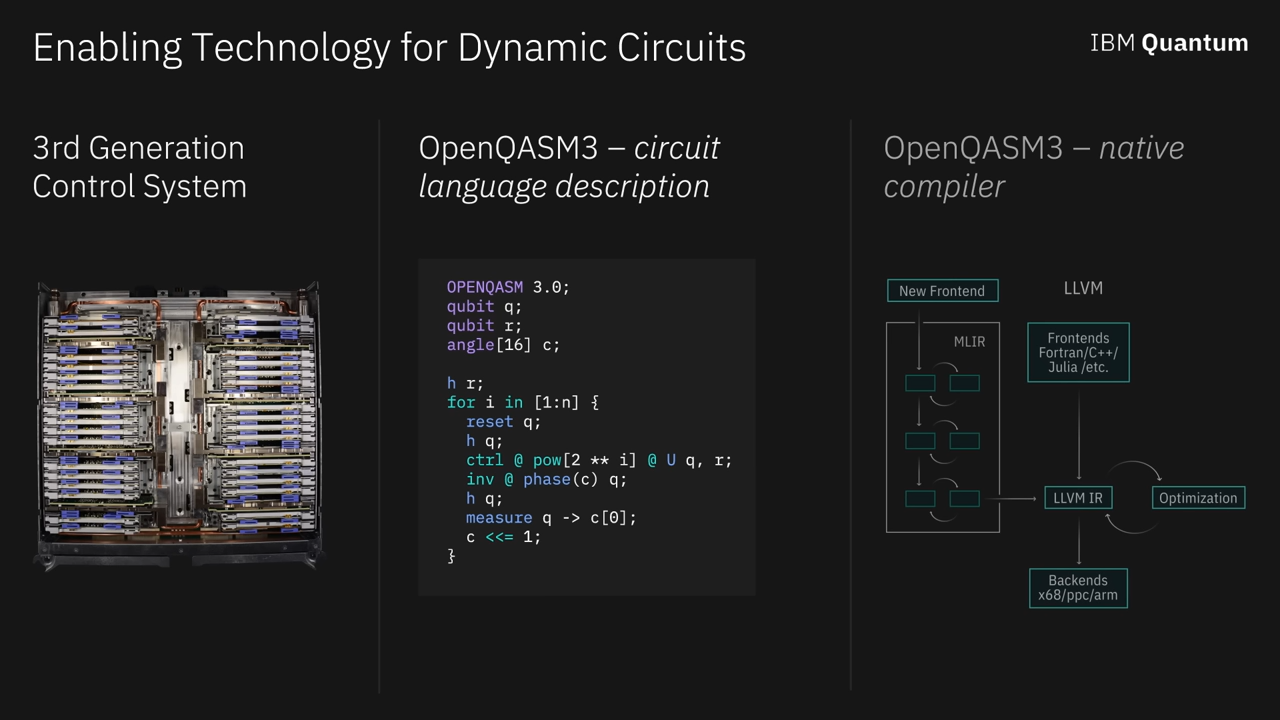 Enabling Technology for Dynamic Circuits
IBM Quantum
3rd Generation
Control System
OpenQASM3 – circuit
language description
OPENQASM 3.0;
qubit q;
qubit r;
angle[16] c;
h r;
for i in [1:n] {
  reset q;
  h q;
  ctrl @ pow[2 ** i] @ U q, r;
  inv @ phase(c) q;
  h q;
  measure q -> c[0];
  c <<= 1;
}
OpenQASM3 – native
compiler
New Frontend
LLVM
MLIR
Frontends
Fortran/C++/
Julia /etc.
LLVM IR
Optimization
Backends
x68/ppc/arm